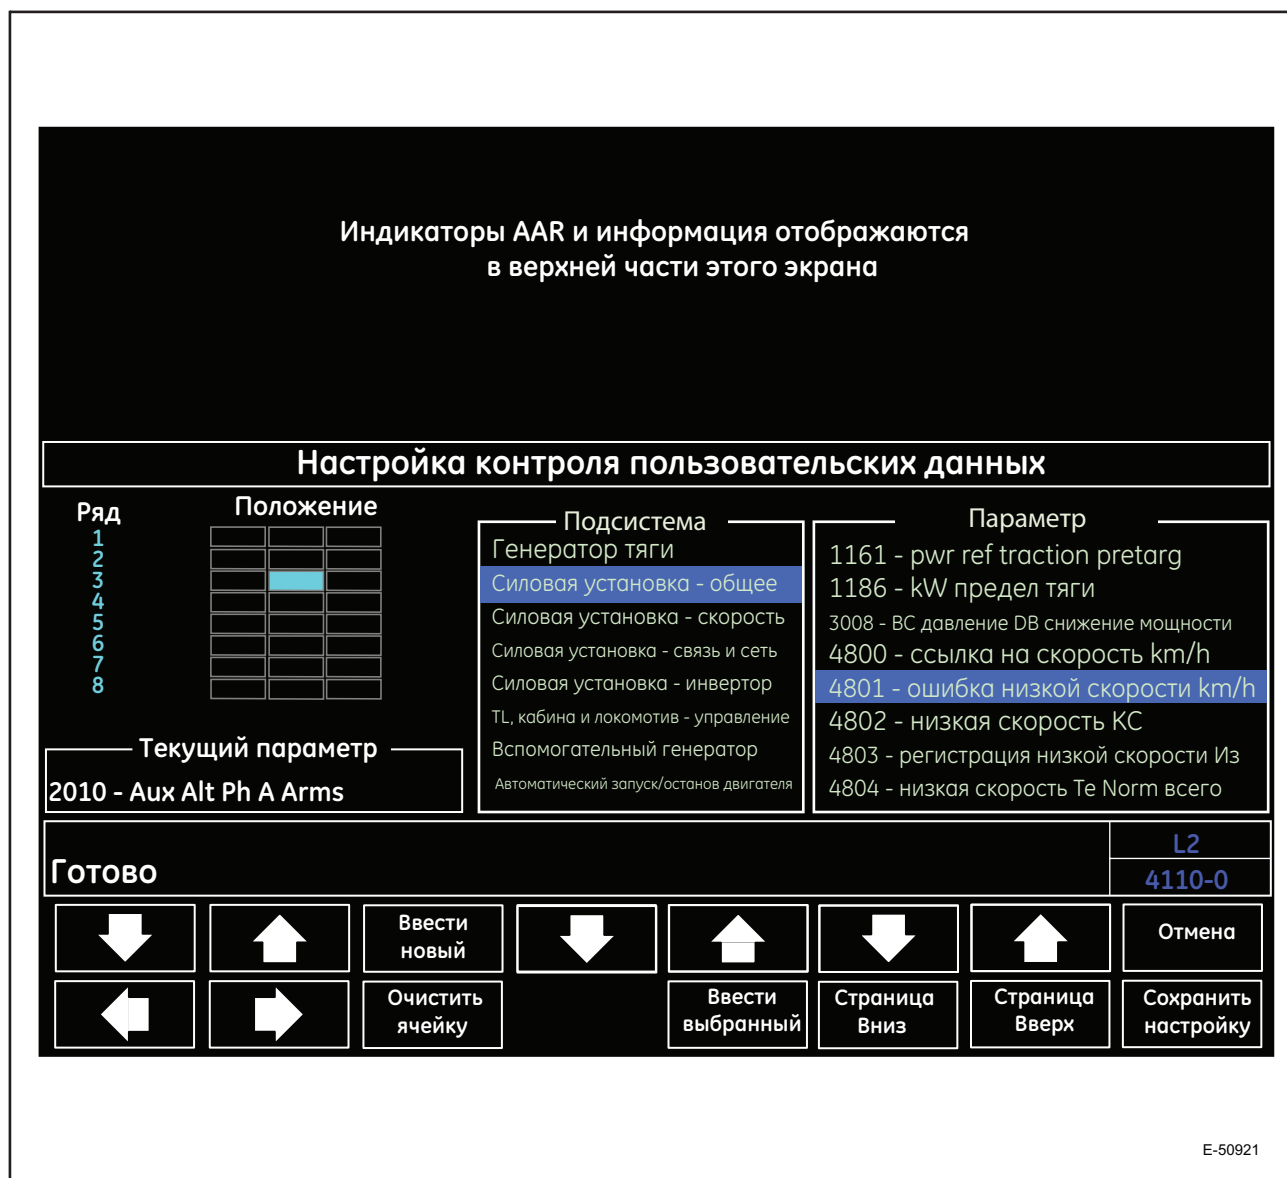 Индикаторы AAR и информация отображаются
в верхней части этого экрана
Настройка контроля пользовательских данных
Ряд
Положение
1
2
3
4
5
6
7
8
Текущий параметр
2010 - Aux Alt Ph A Arms
Подсистема
Генератор тяги
Силовая установка - общее
Силовая установка - скорость
Силовая установка - связь и сеть
Силовая установка - инвертор
TL, кабина и локомотив - управление
Вспомогательный генератор
Автоматический запуск/останов двигателя
Параметр
1161 - pwr ref traction pretarg
1186 - kW предел тяги
3008 - BC давление DB снижение мощности
4800 - ссылка на скорость km/h
4801 - ошибка низкой скорости km/h
4802 - низкая скорость КС
4803 - регистрация низкой скорости Из
4804 - низкая скорость Te Norm всего
Готово
L2
4110-0
Ввести
новый
Отмена
Очистить
ячейку
Ввести
выбранный
Страница
Вниз
Страница
Вверх
Сохранить
настройку
E-50921